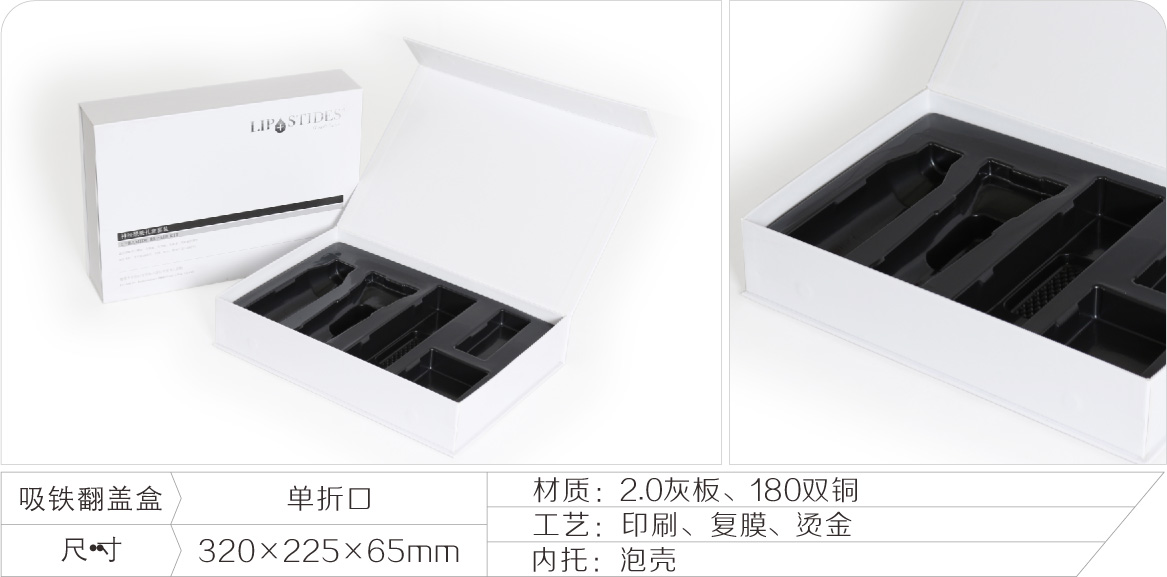 LIP STIDES
吸铁翻盖盒
单折口
尺••寸
320×225×65mm
材质：2.0灰板、180双铜
工艺：印刷、复膜、烫金
内托：泡壳